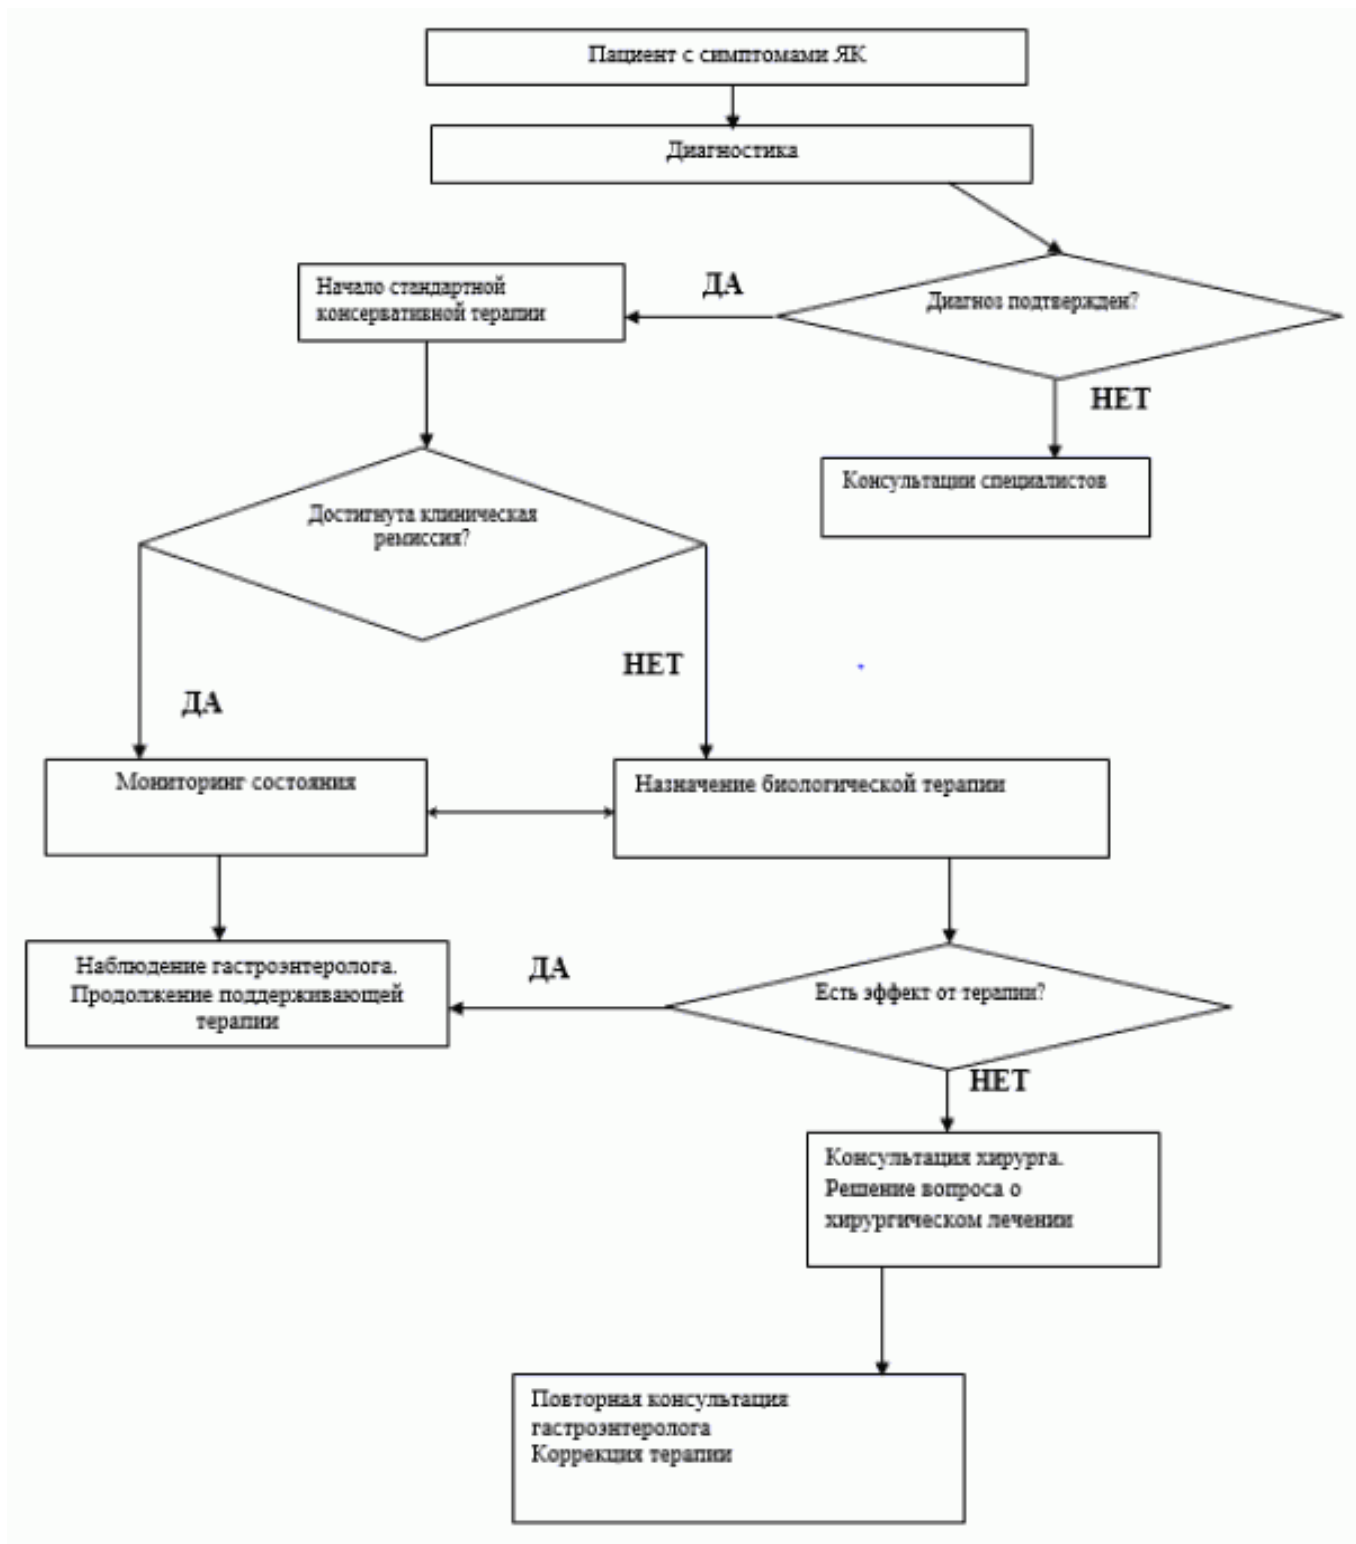 Пациент с симптомами ЯК
Диагностика
Диагноз подтвержден?
ДА
Начало стандартной
консервативной терапии
НЕТ
Консультации специалистов
Достигнута клиническая
ремиссия?
НЕТ
ДА
Мониторинг состояния
Назначение биологической терапии
Есть эффект от терапии?
ДА
Наблюдение гастроэнтеролога.
Продолжение поддерживающей
терапии
НЕТ
Консультация хирурга.
Решение вопроса о
хирургическом лечении
Повторная консультация
гастроэнтеролога
Коррекция терапии